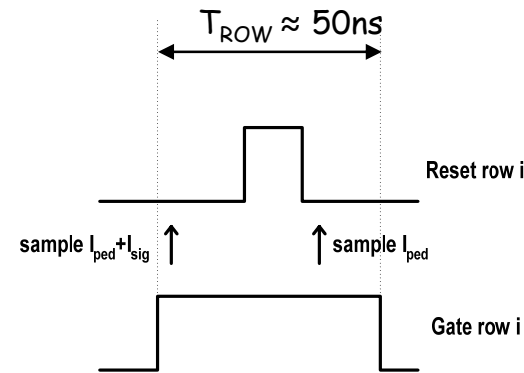 T_ROW ≈ 50ns
Reset row i
sample I_ped+I_sig
sample I_ped
Gate row i